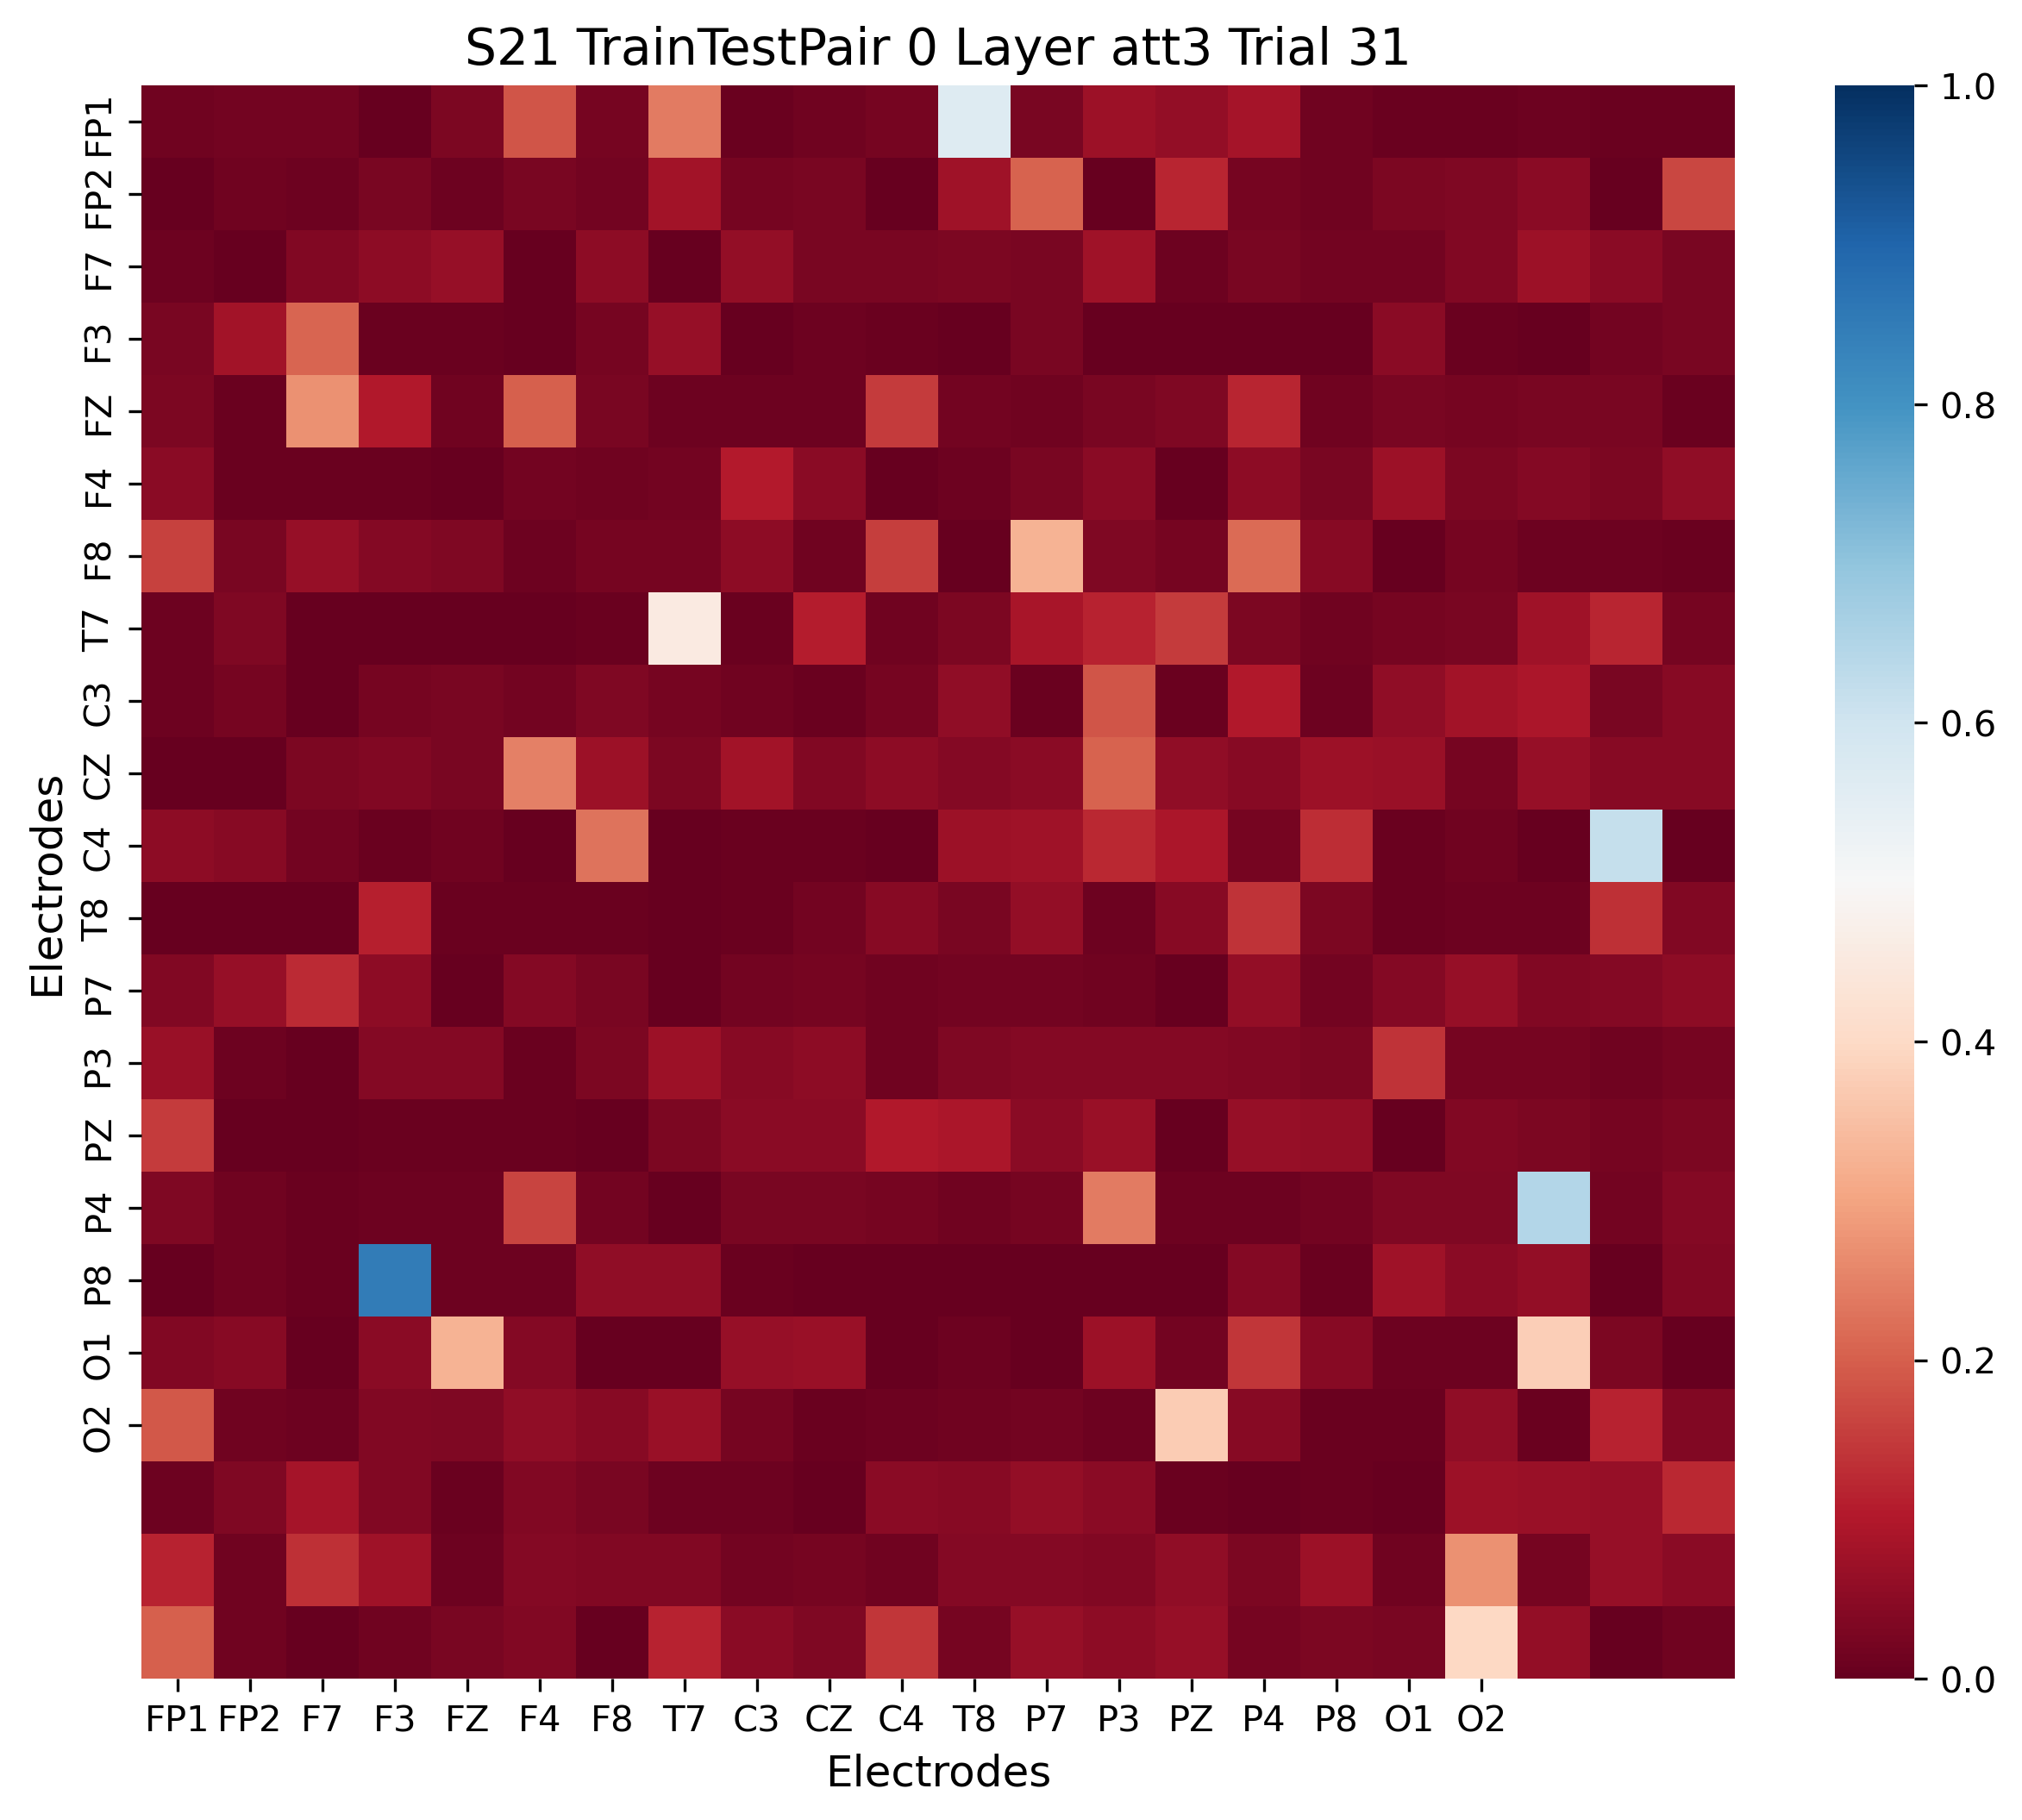 S21 TrainTestPair 0 Layer att3 Trial 31
Electrodes
FP1
FP2
F7
F3
FZ
F4
F8
T7
C3
CZ
C4
T8
P7
P3
PZ
P4
P8
O1
O2
FP1 FP2 F7 F3 FZ F4 F8 T7 C3 CZ C4 T8 P7 P3 PZ P4 P8 O1 O2
Electrodes
1.0
0.8
0.6
0.4
0.2
0.0